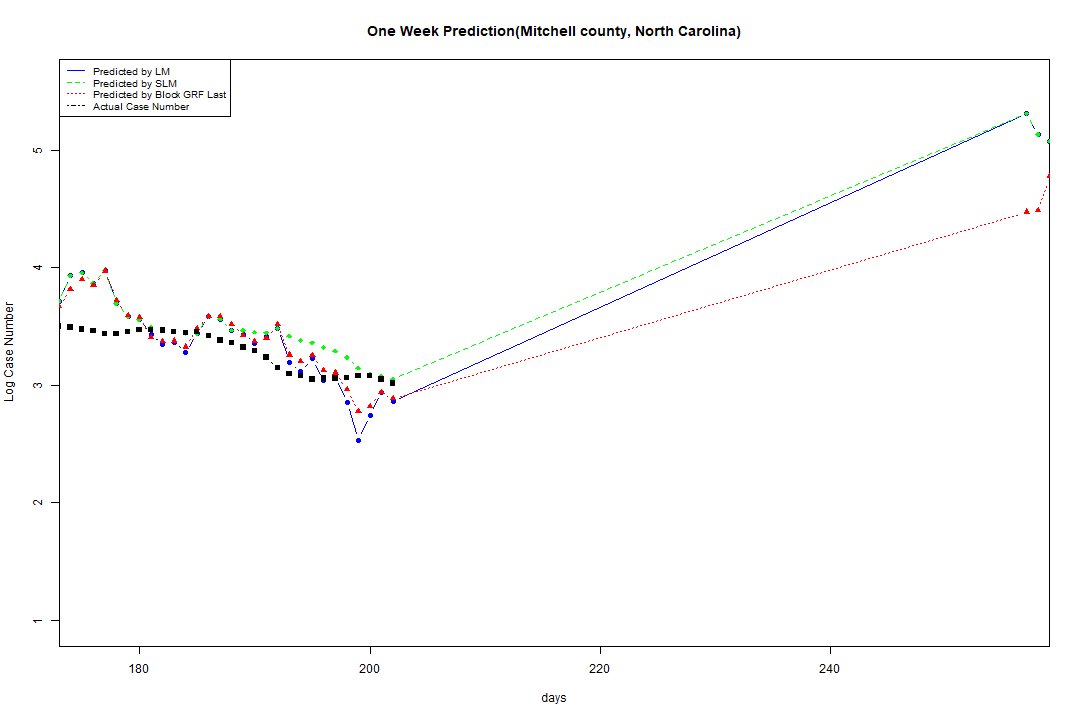 One Week Prediction(Mitchell county, North Carolina)
Predicted by LM
Predicted by SLM
Predicted by Block GRF Last
Actual Case Number
Log Case Number
5
4
3
2
1
180
200
220
240
days